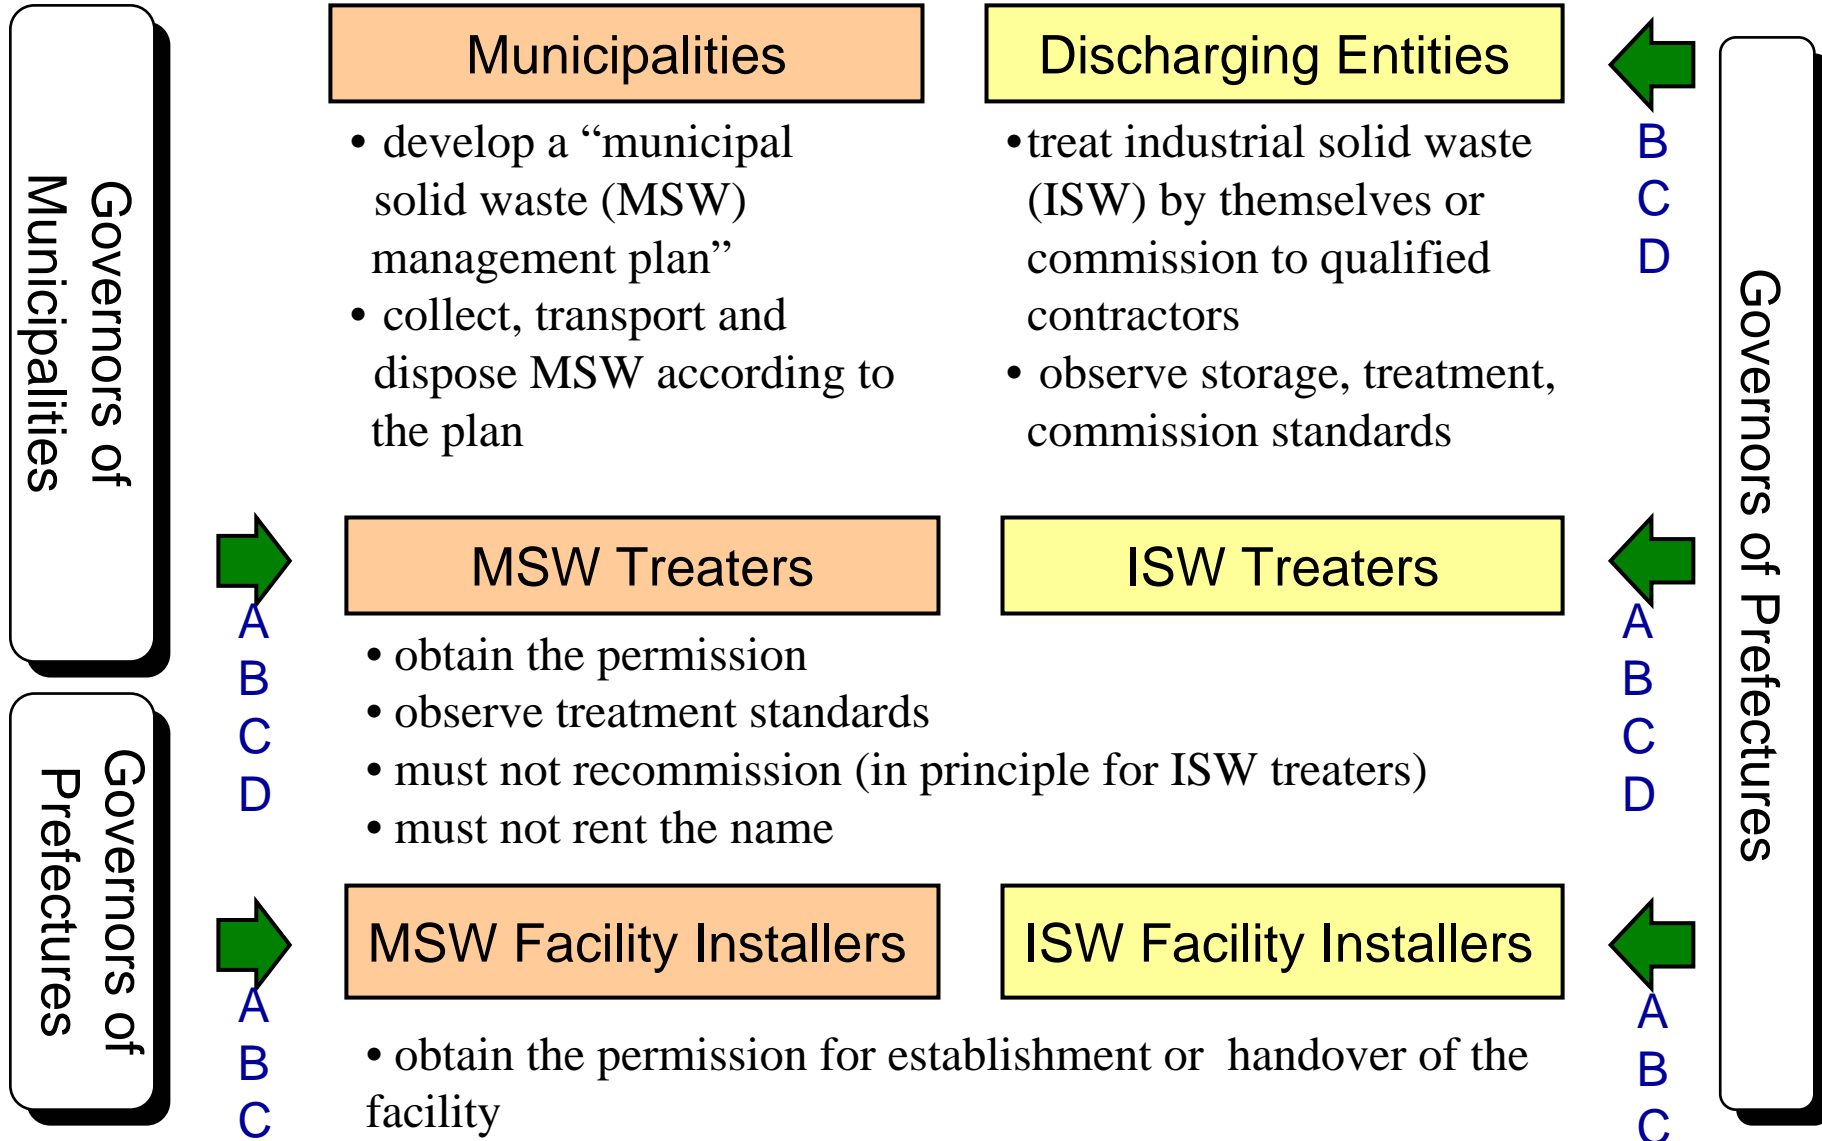 Governors of
Municipalities
Governors of
Prefectures
Municipalities
• develop a “municipal
solid waste (MSW)
management plan”
• collect, transport and
dispose MSW according to
the plan
Discharging Entities
•treat industrial solid waste
(ISW) by themselves or
commission to qualified
contractors
• observe storage, treatment,
commission standards
B
C
D
MSW Treaters
ISW Treaters
A
B
C
D
• obtain the permission
• observe treatment standards
• must not recommission (in principle for ISW treaters)
• must not rent the name
A
B
C
D
MSW Facility Installers
ISW Facility Installers
A
B
C
• obtain the permission for establishment or handover of the
facility
A
B
C
Governors of Prefectures